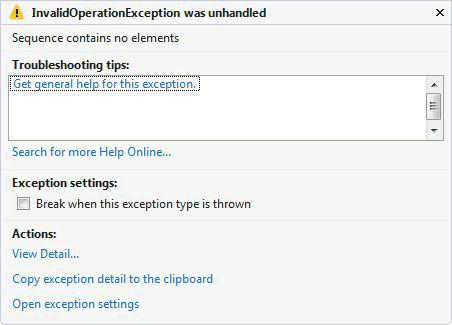 InvalidOperationException was unhandled
Sequence contains no elements
Troubleshooting tips:
Get general help for this exception.
Search for more Help Online...
Exception settings:
Break when this exception type is thrown
Actions:
View Detail...
Copy exception detail to the clipboard
Open exception settings